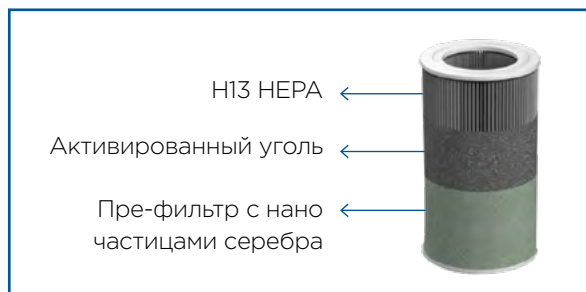 H13 HEPA
Активированный уголь
Пре-фильтр с нано
частицами серебра